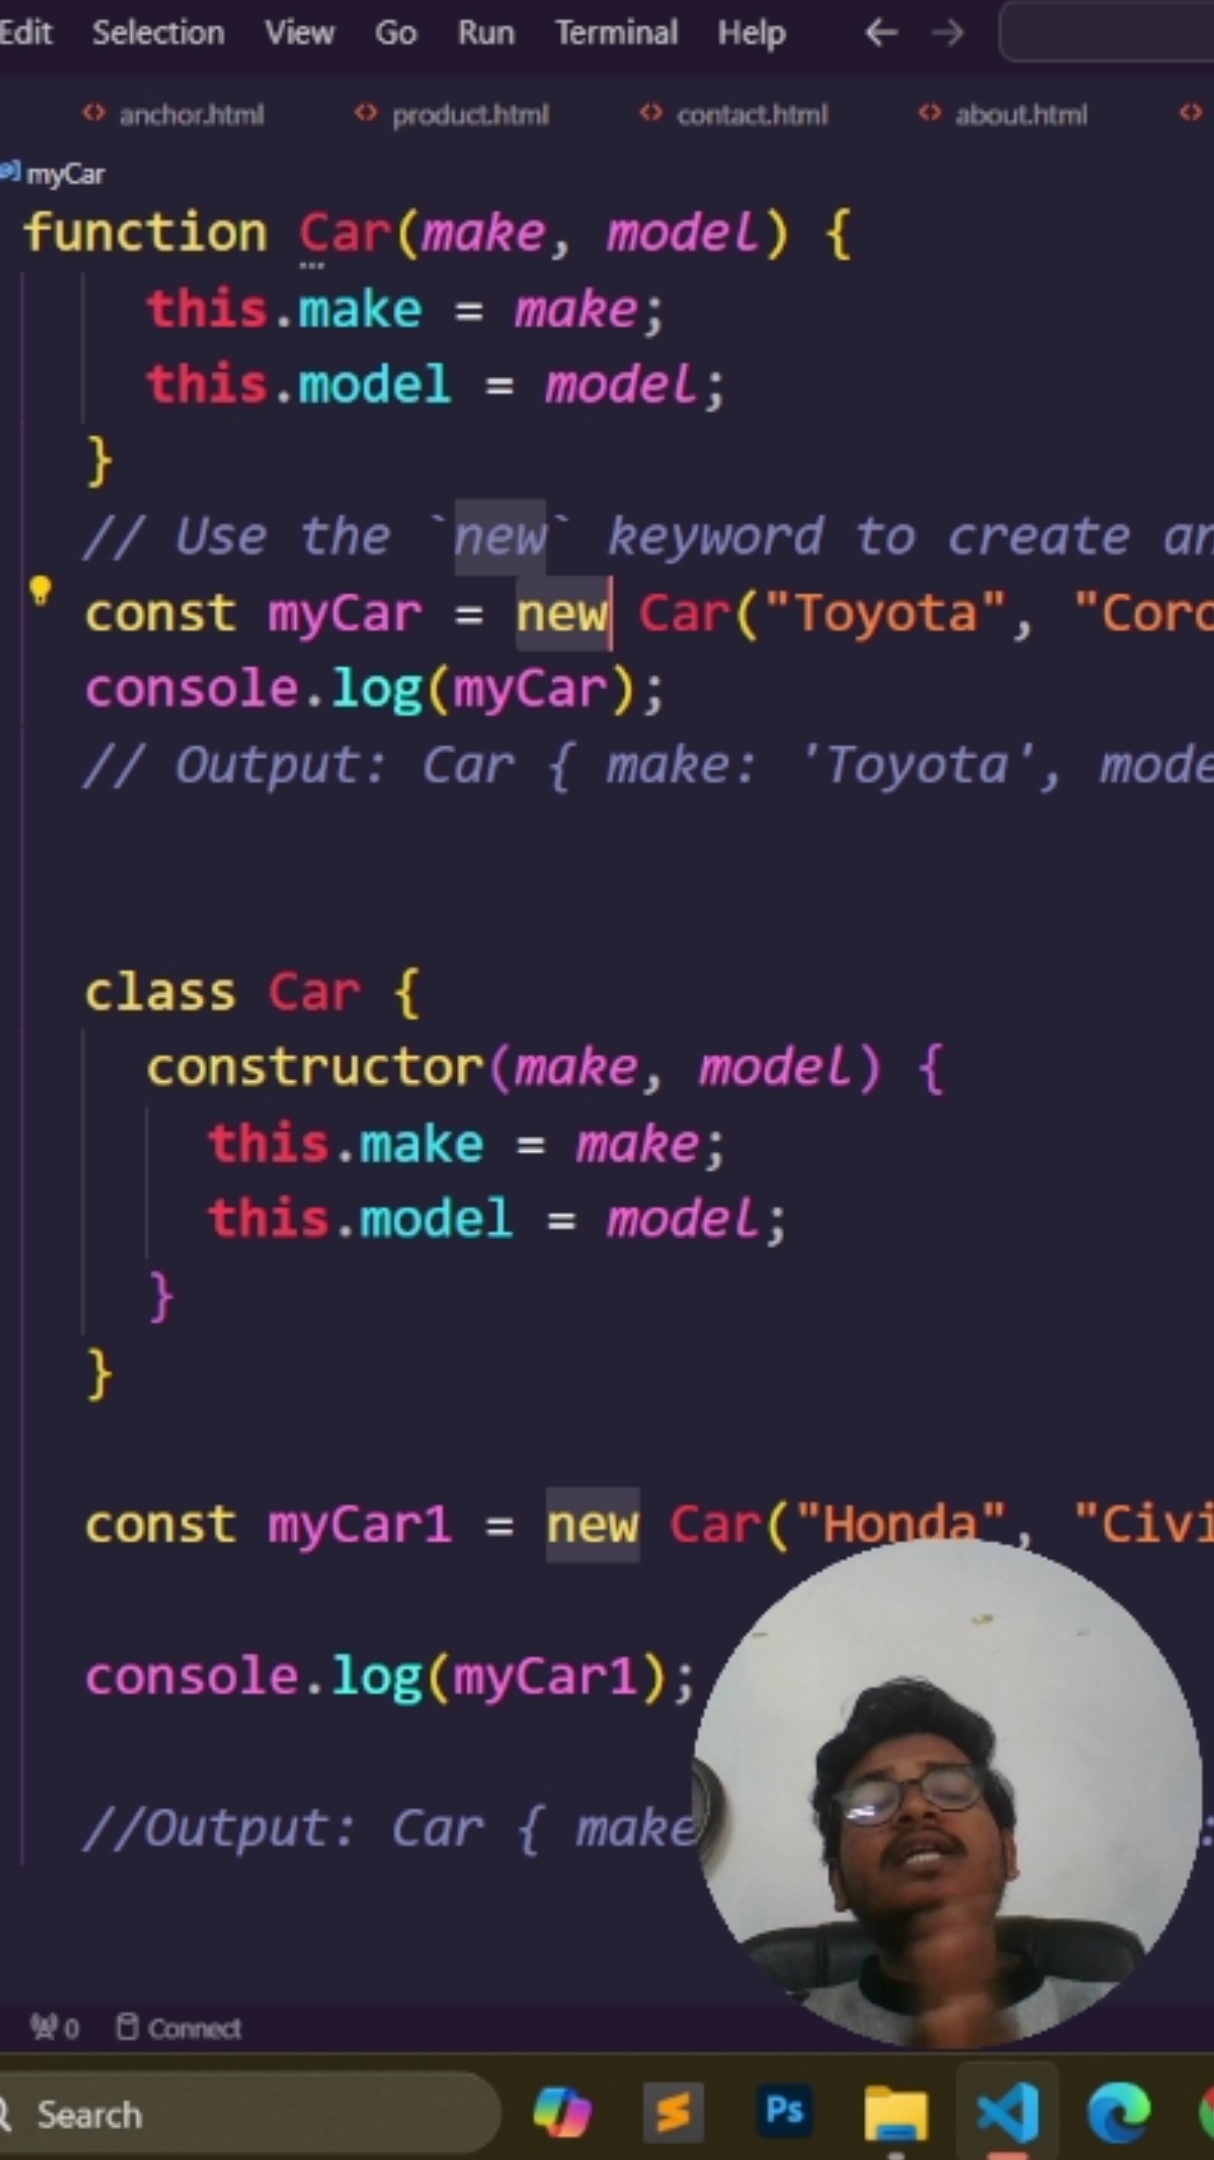 Edit Selection View Go Run Terminal Help
anchor.html product.html contact.html about.html
myCar
function Car(make, model) {
this.make = make;
this.model = model;
}
// Use the `new` keyword to create an
const myCar = new Car("Toyota", "Coro
console.log(myCar);
// Output: Car { make: 'Toyota', mode
class Car {
constructor(make, model) {
this.make = make;
this.model = model;
}
}
const myCar1 = new Car("Honda", "Civi
console.log(myCar1);
//Output: Car { make :
0 Connect
Search
Ps